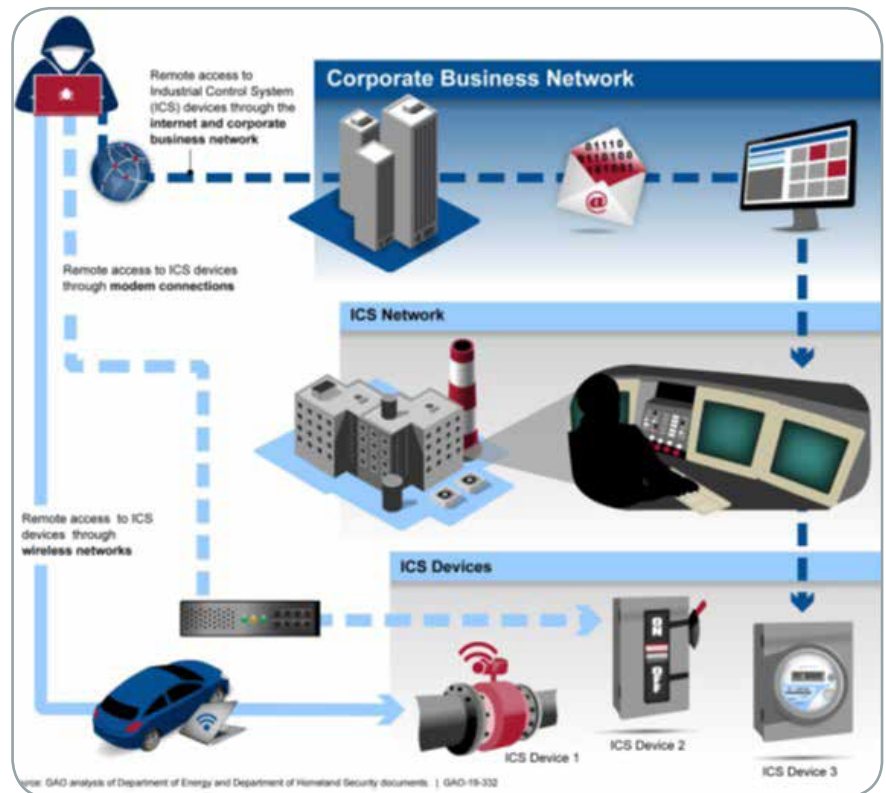 Remote access to
Industrial Control System
(ICS) devices through the
internet and corporate
business network
Corporate Business Network
01110
0110100
101001
@
Remote access to ICS devices
through modem connections
ICS Network
Remote access to ICS
devices through
wireless networks
ICS Devices
ON
OFF
ICS Device 1
ICS Device 2
ICS Device 3
GAO analysis of Department of Energy and Department of Homeland Security documents. | GAO-19-332